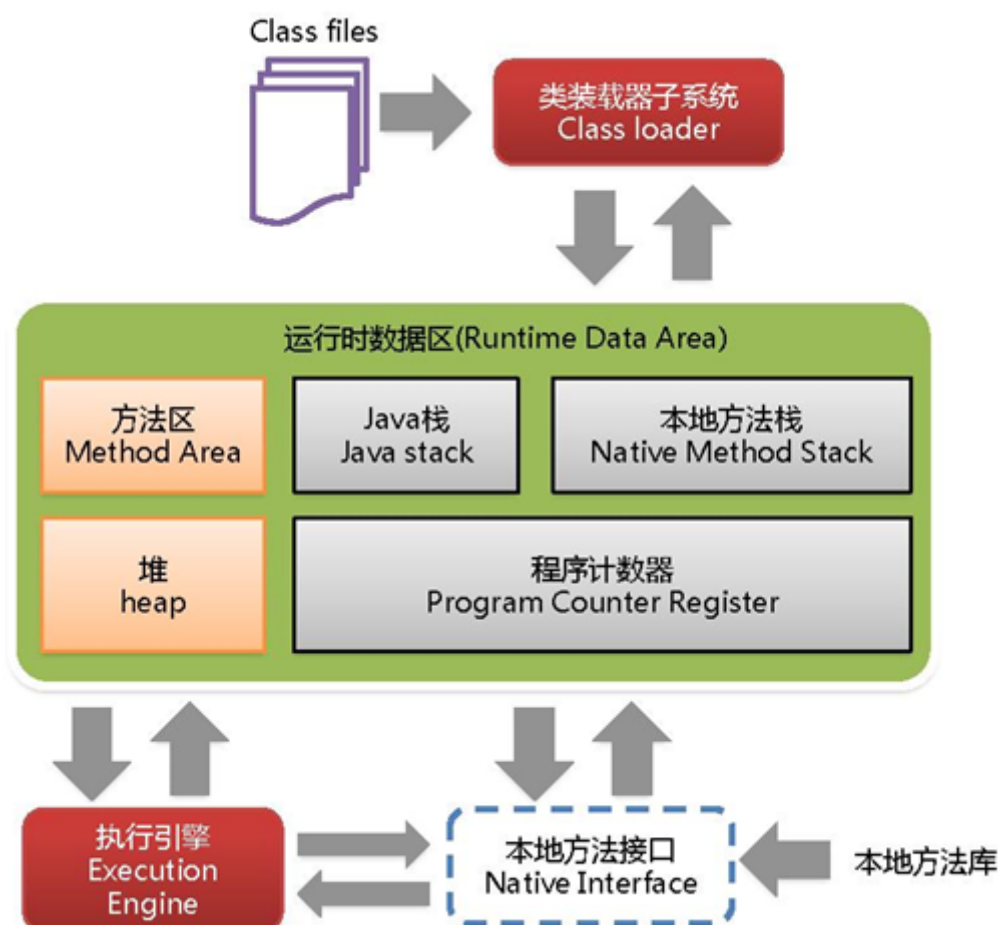 Class files
类装载器子系统
Class loader
运行时数据区(Runtime Data Area)
方法区
Method Area
Java栈
Java stack
本地方法栈
Native Method Stack
堆
heap
程序计数器
Program Counter Register
执行引擎
Execution
Engine
本地方法接口
Native Interface
本地方法库